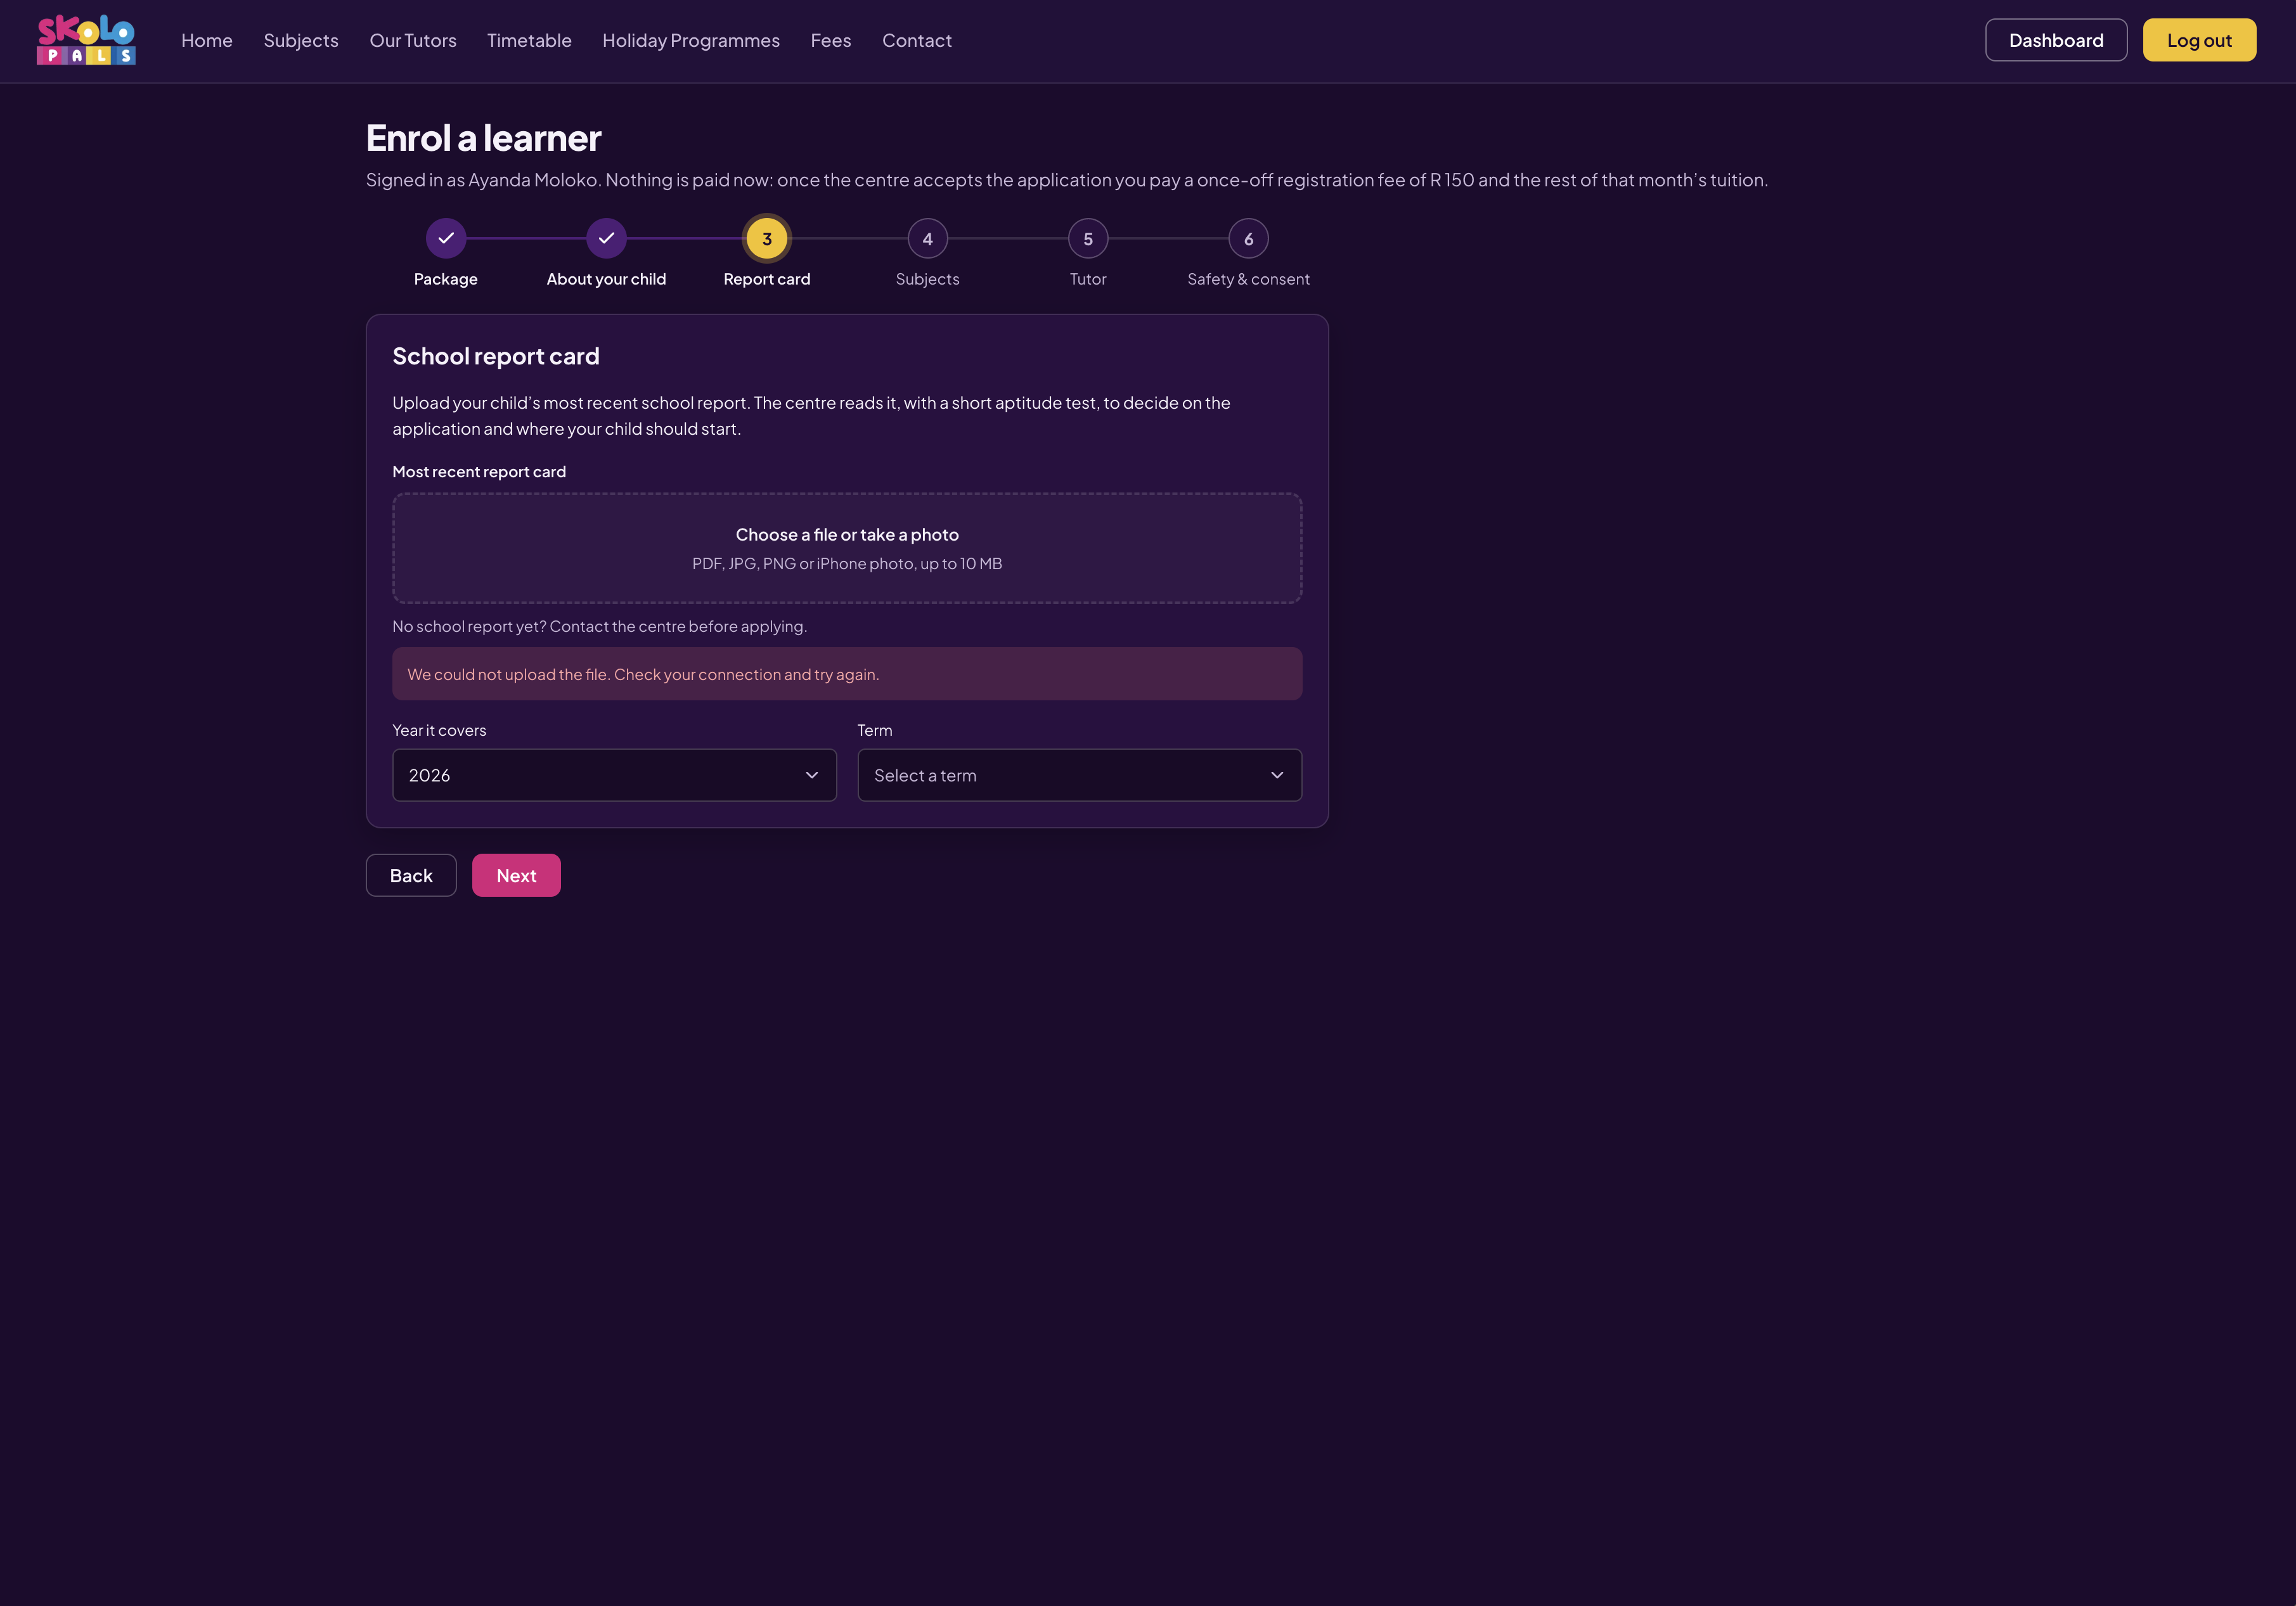 SKOLO
PALS
Home
Subjects
Our Tutors
Timetable
Holiday Programmes
Fees
Contact
Dashboard
Log out
Enrol a learner
Signed in as Ayanda Moloko. Nothing is paid now: once the centre accepts the application you pay a once-off registration fee of R 150 and the rest of that month’s tuition.
3
4
5
6
Package
About your child
Report card
Subjects
Tutor
Safety & consent
School report card
Upload your child’s most recent school report. The centre reads it, with a short aptitude test, to decide on the
application and where your child should start.
Most recent report card
Choose a file or take a photo
PDF, JPG, PNG or iPhone photo, up to 10 MB
No school report yet? Contact the centre before applying.
We could not upload the file. Check your connection and try again.
Year it covers
Term
2026
Select a term
Back
Next